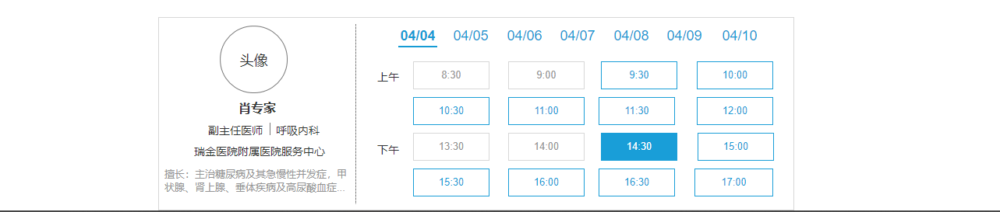 头像
肖专家
副主任医师 呼吸内科
瑞金医院附属医院服务中心
擅长：主治糖尿病及其急慢性并发症，甲
状腺、肾上腺、垂体疾病及高尿酸血症...
04/04 04/05 04/06 04/07 04/08 04/09 04/10
上午 8:30 9:00 9:30 10:00
10:30 11:00 11:30 12:00
下午 13:30 14:00 14:30 15:00
15:30 16:00 16:30 17:00